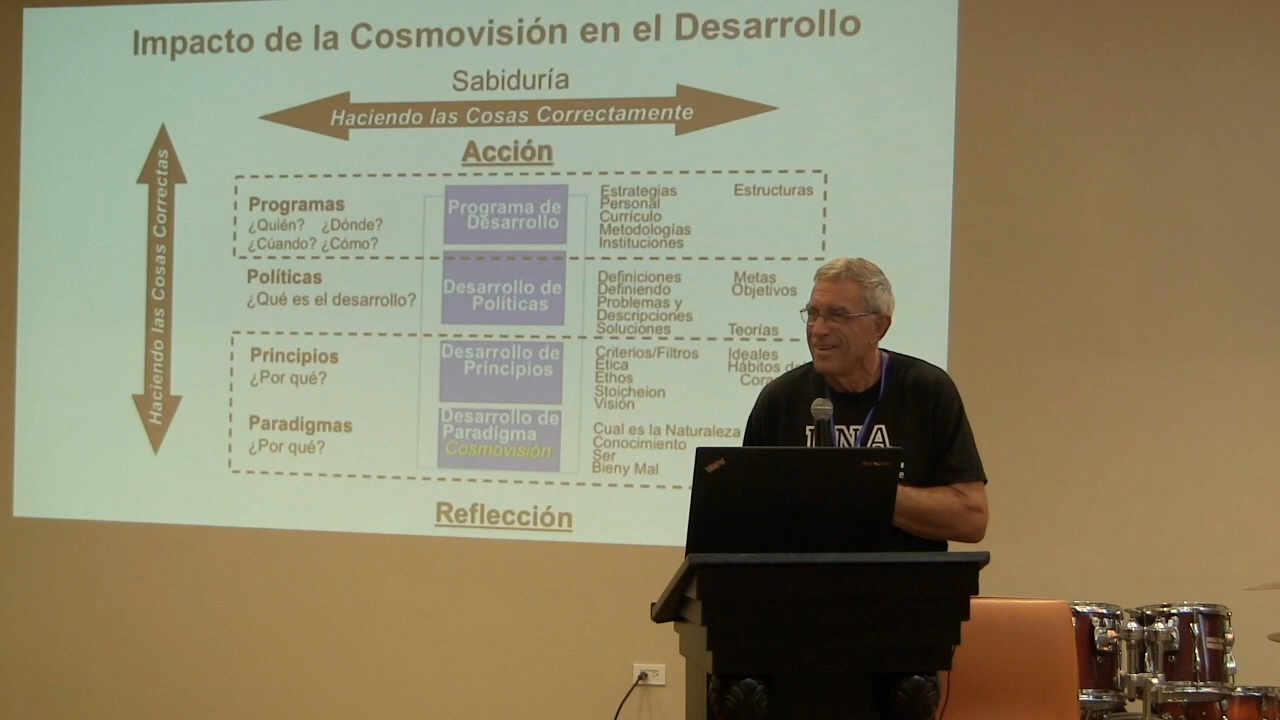 Impacto de la Cosmovisión en el Desarrollo
Sabiduría
Haciendo las Cosas Correctamente
Haciendo las Cosas Correctas
Acción
Programas
¿Quién? ¿Dónde?
¿Cúando? ¿Cómo?
Programa de
Desarrollo
Estrategias Estructuras
Personal
Currículo
Metodologías
Instituciones
Políticas
¿Qué es el desarrollo?
Desarrollo de
Políticas
Definiciones Metas
Definiendo Objetivos
Problemas y
Descripciones
Soluciones Teorías
Principios
¿Por qué?
Desarrollo de
Principios
Criterios/Filtros Ideales
Etica Hábitos
Ethos
Stoicheion
Visión
Paradigmas
¿Por qué?
Desarrollo de
Paradigma
Cosmovisión
Cual es la Naturaleza
Conocimiento
Ser
Bieny Mal
Reflección
ThinkPad